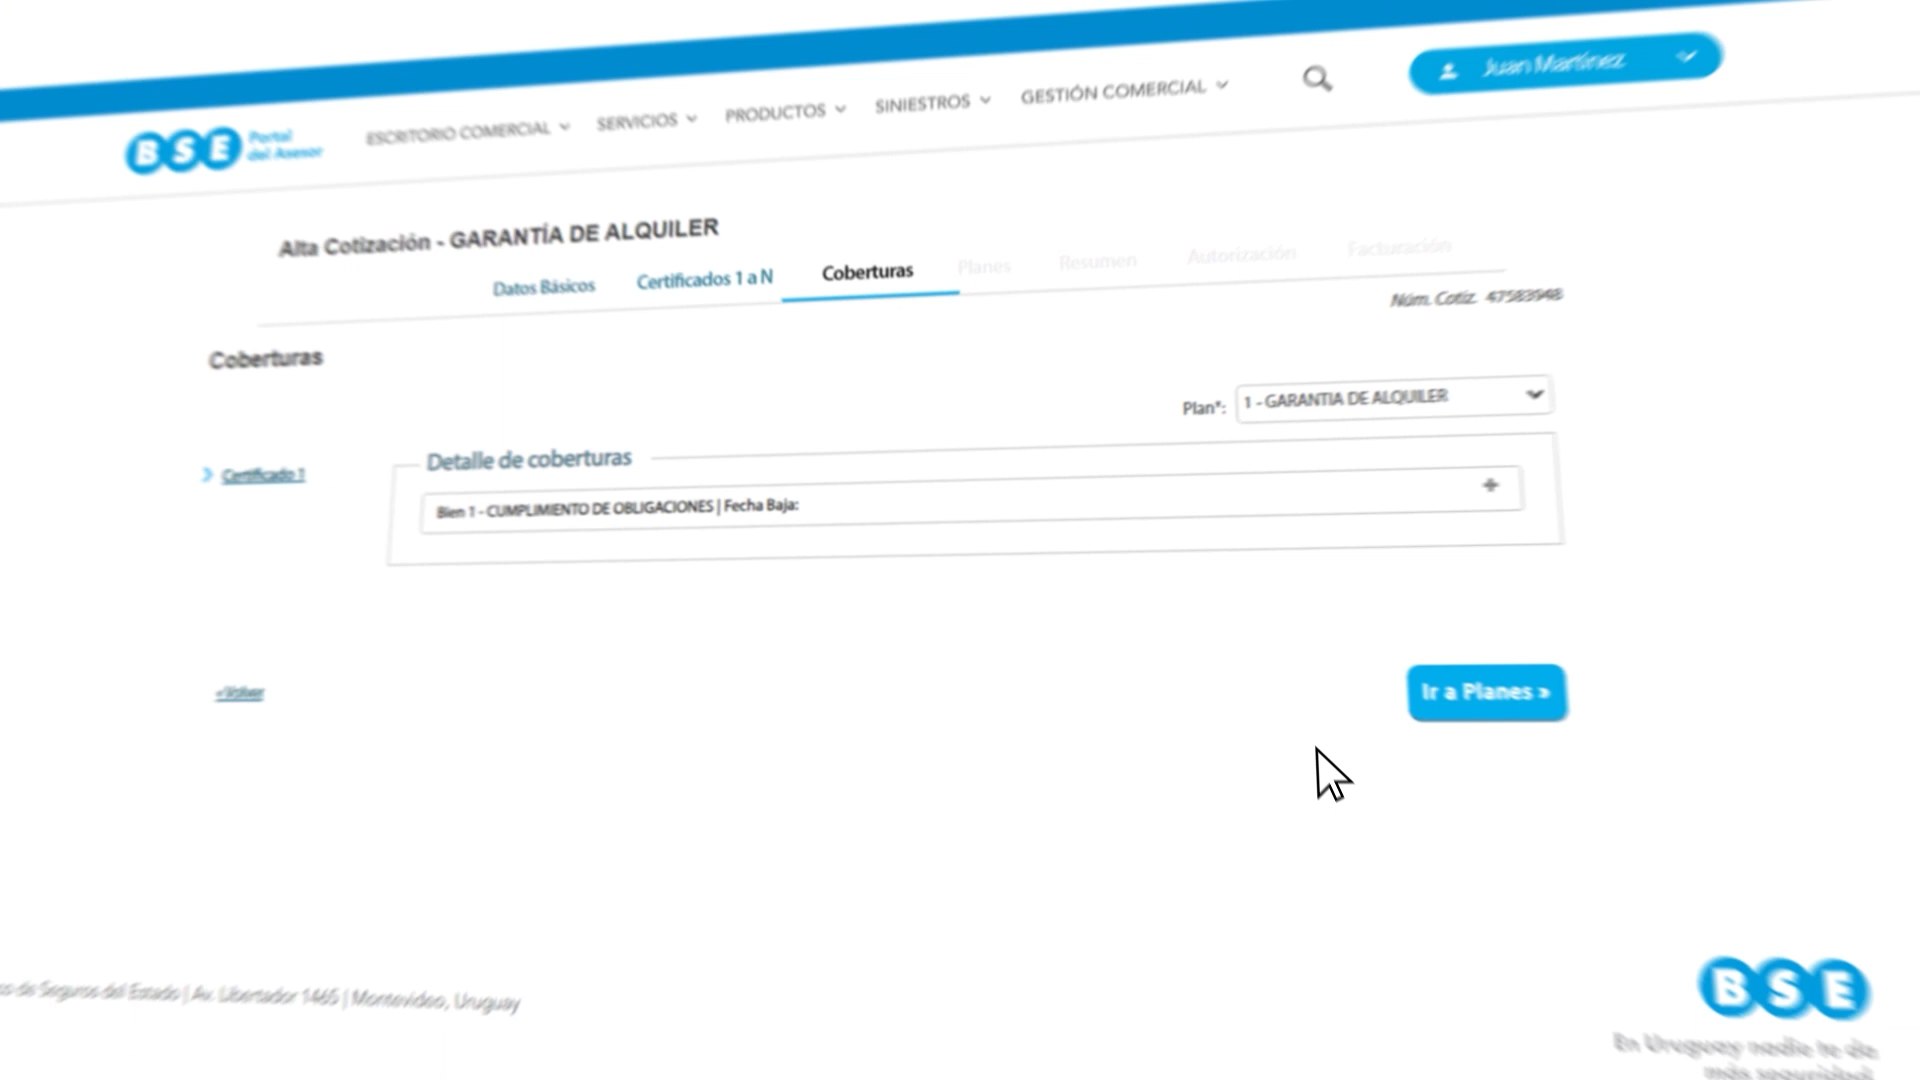 BSE Portal del Asesor
ESCRITORIO COMERCIAL SERVICIOS PRODUCTOS SINIESTROS GESTIÓN COMERCIAL Juan Martínez
Alta Cotización - GARANTÍA DE ALQUILER
Datos Básicos Certificados 1 a N Coberturas Planes Resumen Autorización Facturación
Núm. Cotiz. 47583948
Coberturas
Plan*: 1 - GARANTIA DE ALQUILER
Certificado 1
Detalle de coberturas
Bien 1 - CUMPLIMIENTO DE OBLIGACIONES | Fecha Baja:
+
«Volver
Ir a Planes »
de Seguros del Estado | Av. Libertador 1465 | Montevideo, Uruguay
BSE
En Uruguay nadie te da
más seguridad.